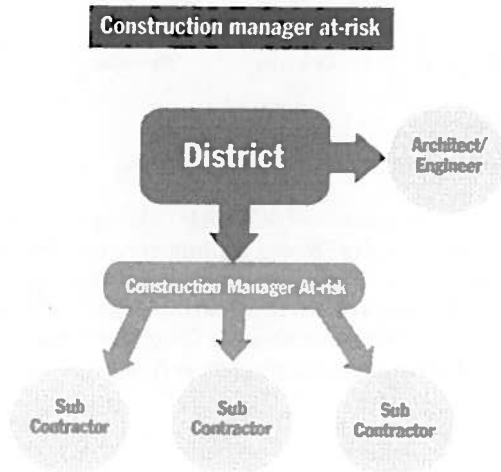 Construction manager at-risk
District
Architect/
Engineer
Construction Manager At-risk
Sub
Contractor
Sub
Contractor
Sub
Contractor